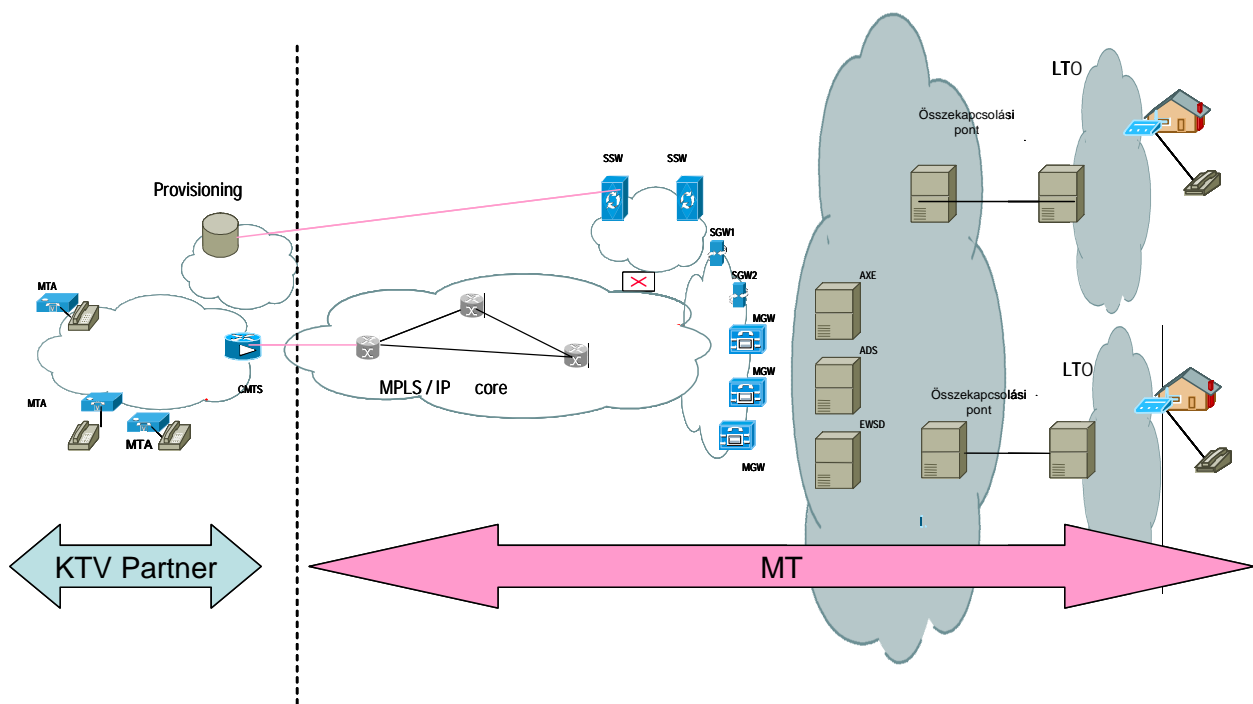 LTO
Összekapcsolási
pont
SSW
SSW
Provisioning
SGW1
SGW2
AXE
MTA
MGW
ADS
LTO
CMTS
MPLS / IP core
MGW
Összekapcsolási
pont
MTA
MTA
EWSD
MGW
L
KTV Partner
MT